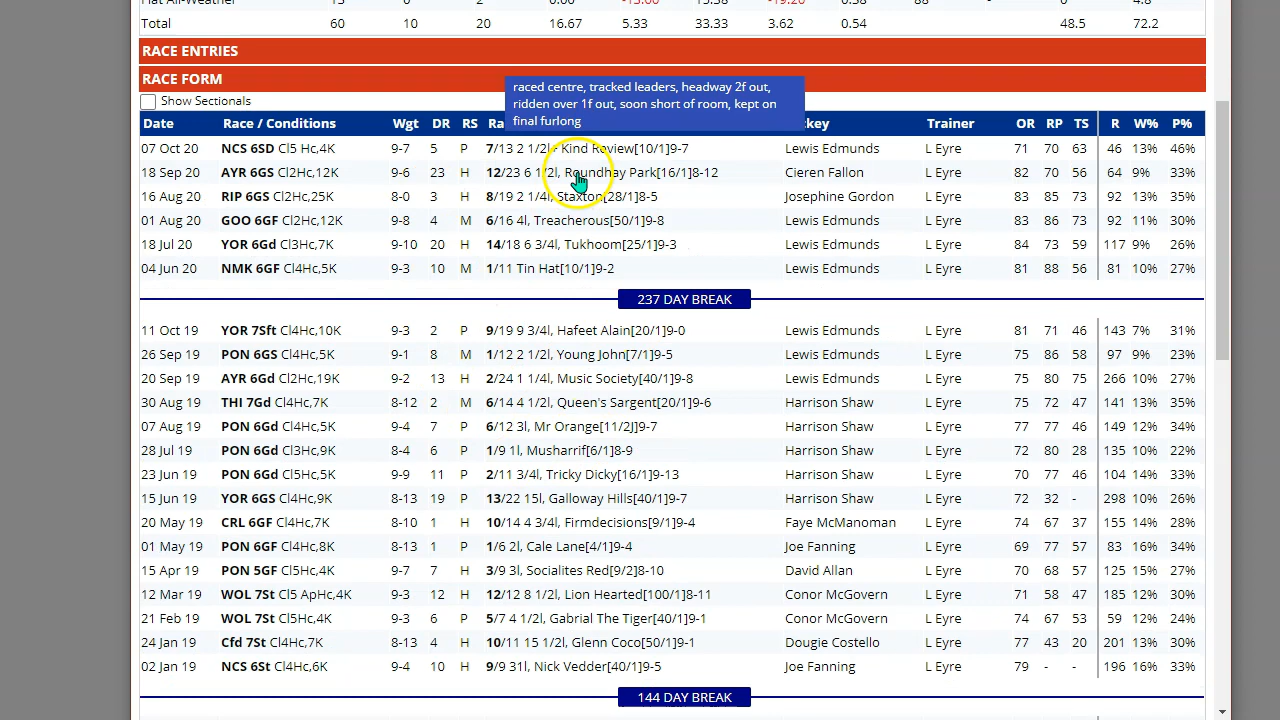 Total 60 10 20 16.67 5.33 33.33 3.62 0.54 48.5 72.2
RACE ENTRIES
RACE FORM
raced centre, tracked leaders, headway 2f out,
ridden over 1f out, soon short of room, kept on
final furlong
Show Sectionals
Date Race / Conditions Wgt DR RS Trainer OR RP TS R W% P%
07 Oct 20 NCS 6SD Cl5 Hc,4K 9-7 5 P 7/13 2 1/2l, Kind Review[10/1]9-7 Lewis Edmunds L Eyre 71 70 63 46 13% 46%
18 Sep 20 AYR 6GS Cl2Hc,12K 9-6 23 H 12/23 6 1/2l, Roundhay Park[16/1]8-12 Cieren Fallon L Eyre 82 70 56 64 9% 33%
16 Aug 20 RIP 6GS Cl2Hc,25K 8-0 3 H 8/19 2 1/4l, Staxton[28/1]8-5 Josephine Gordon L Eyre 83 85 73 92 13% 35%
01 Aug 20 GOO 6GF Cl2Hc,12K 9-8 4 M 6/16 4l, Treacherous[50/1]9-8 Lewis Edmunds L Eyre 83 86 73 92 11% 30%
18 Jul 20 YOR 6Gd Cl3Hc,7K 9-10 20 H 14/18 6 3/4l, Tukhoom[25/1]9-3 Lewis Edmunds L Eyre 84 73 59 117 9% 26%
04 Jun 20 NMK 6GF Cl4Hc,5K 9-3 10 M 1/11 Tin Hat[10/1]9-2 Lewis Edmunds L Eyre 81 88 56 81 10% 27%
237 DAY BREAK
11 Oct 19 YOR 7Sft Cl4Hc,10K 9-3 2 P 9/19 9 3/4l, Hafeet Alain[20/1]9-0 Lewis Edmunds L Eyre 81 71 46 143 7% 31%
26 Sep 19 PON 6GS Cl4Hc,5K 9-1 8 M 1/12 2 1/2l, Young John[7/1]9-5 Lewis Edmunds L Eyre 75 86 58 97 9% 23%
20 Sep 19 AYR 6Gd Cl2Hc,19K 9-2 13 H 2/24 1 1/4l, Music Society[40/1]9-8 Lewis Edmunds L Eyre 75 80 75 266 10% 27%
30 Aug 19 THI 7Gd Cl4Hc,7K 8-12 2 M 6/14 4 1/2l, Queen's Sargent[20/1]9-6 Harrison Shaw L Eyre 75 72 47 141 13% 35%
07 Aug 19 PON 6Gd Cl4Hc,5K 9-4 7 P 6/12 3l, Mr Orange[11/2J]9-7 Harrison Shaw L Eyre 77 77 46 149 12% 34%
28 Jul 19 PON 6Gd Cl3Hc,9K 8-4 6 P 1/9 1l, Musharrif[6/1]8-9 Harrison Shaw L Eyre 72 80 28 135 10% 22%
23 Jun 19 PON 6Gd Cl5Hc,5K 9-9 11 P 2/11 3/4l, Tricky Dicky[16/1]9-13 Harrison Shaw L Eyre 70 77 46 104 14% 33%
15 Jun 19 YOR 6GS Cl4Hc,9K 8-13 19 P 13/22 15l, Galloway Hills[40/1]9-7 Harrison Shaw L Eyre 72 32 - 298 10% 26%
20 May 19 CRL 6GF Cl4Hc,7K 8-10 1 H 10/14 4 3/4l, Firmdecisions[9/1]9-4 Faye McManoman L Eyre 74 67 37 155 14% 28%
01 May 19 PON 6GF Cl4Hc,8K 8-13 1 P 1/6 2l, Cale Lane[4/1]9-4 Joe Fanning L Eyre 69 77 57 83 16% 34%
15 Apr 19 PON 5GF Cl5Hc,4K 9-7 7 H 3/9 3l, Socialites Red[9/2]8-10 David Allan L Eyre 70 68 57 125 15% 27%
12 Mar 19 WOL 7St Cl5 ApHc,4K 9-3 12 H 12/12 8 1/2l, Lion Hearted[100/1]8-11 Conor McGovern L Eyre 71 58 47 185 12% 30%
21 Feb 19 WOL 7St Cl5Hc,4K 9-3 6 P 5/7 4 1/2l, Gabrial The Tiger[40/1]9-1 Conor McGovern L Eyre 74 67 53 59 12% 24%
24 Jan 19 Cfd 7St Cl4Hc,7K 8-13 4 H 10/11 15 1/2l, Glenn Coco[50/1]9-1 Dougie Costello L Eyre 77 43 20 201 13% 30%
02 Jan 19 NCS 6St Cl4Hc,6K 9-4 10 H 9/9 31l, Nick Vedder[40/1]9-5 Joe Fanning L Eyre 79 - - 196 16% 33%
144 DAY BREAK